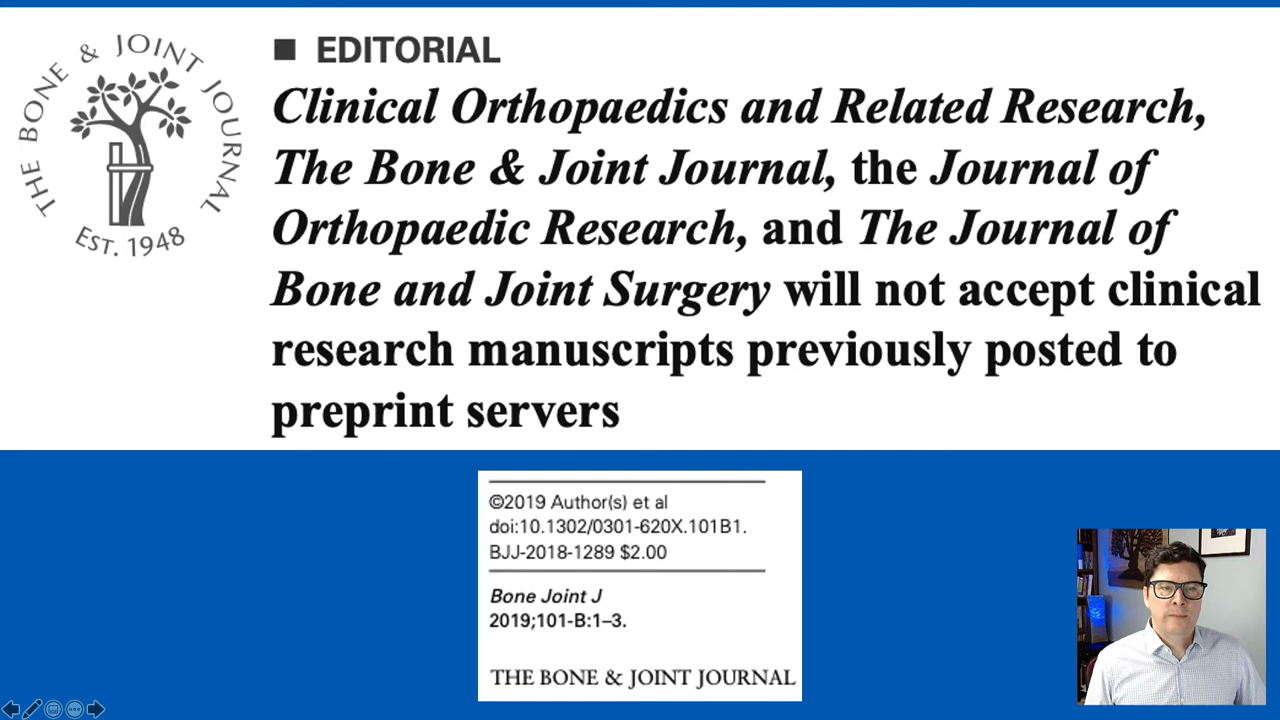 THE BONE & JOINT JOURNAL
EST. 1948
■ EDITORIAL
Clinical Orthopaedics and Related Research,
The Bone & Joint Journal, the Journal of
Orthopaedic Research, and The Journal of
Bone and Joint Surgery will not accept clinical
research manuscripts previously posted to
preprint servers
©2019 Author(s) et al
doi:10.1302/0301-620X.101B1.
BJJ-2018-1289 $2.00
Bone Joint J
2019;101-B:1–3.
THE BONE & JOINT JOURNAL